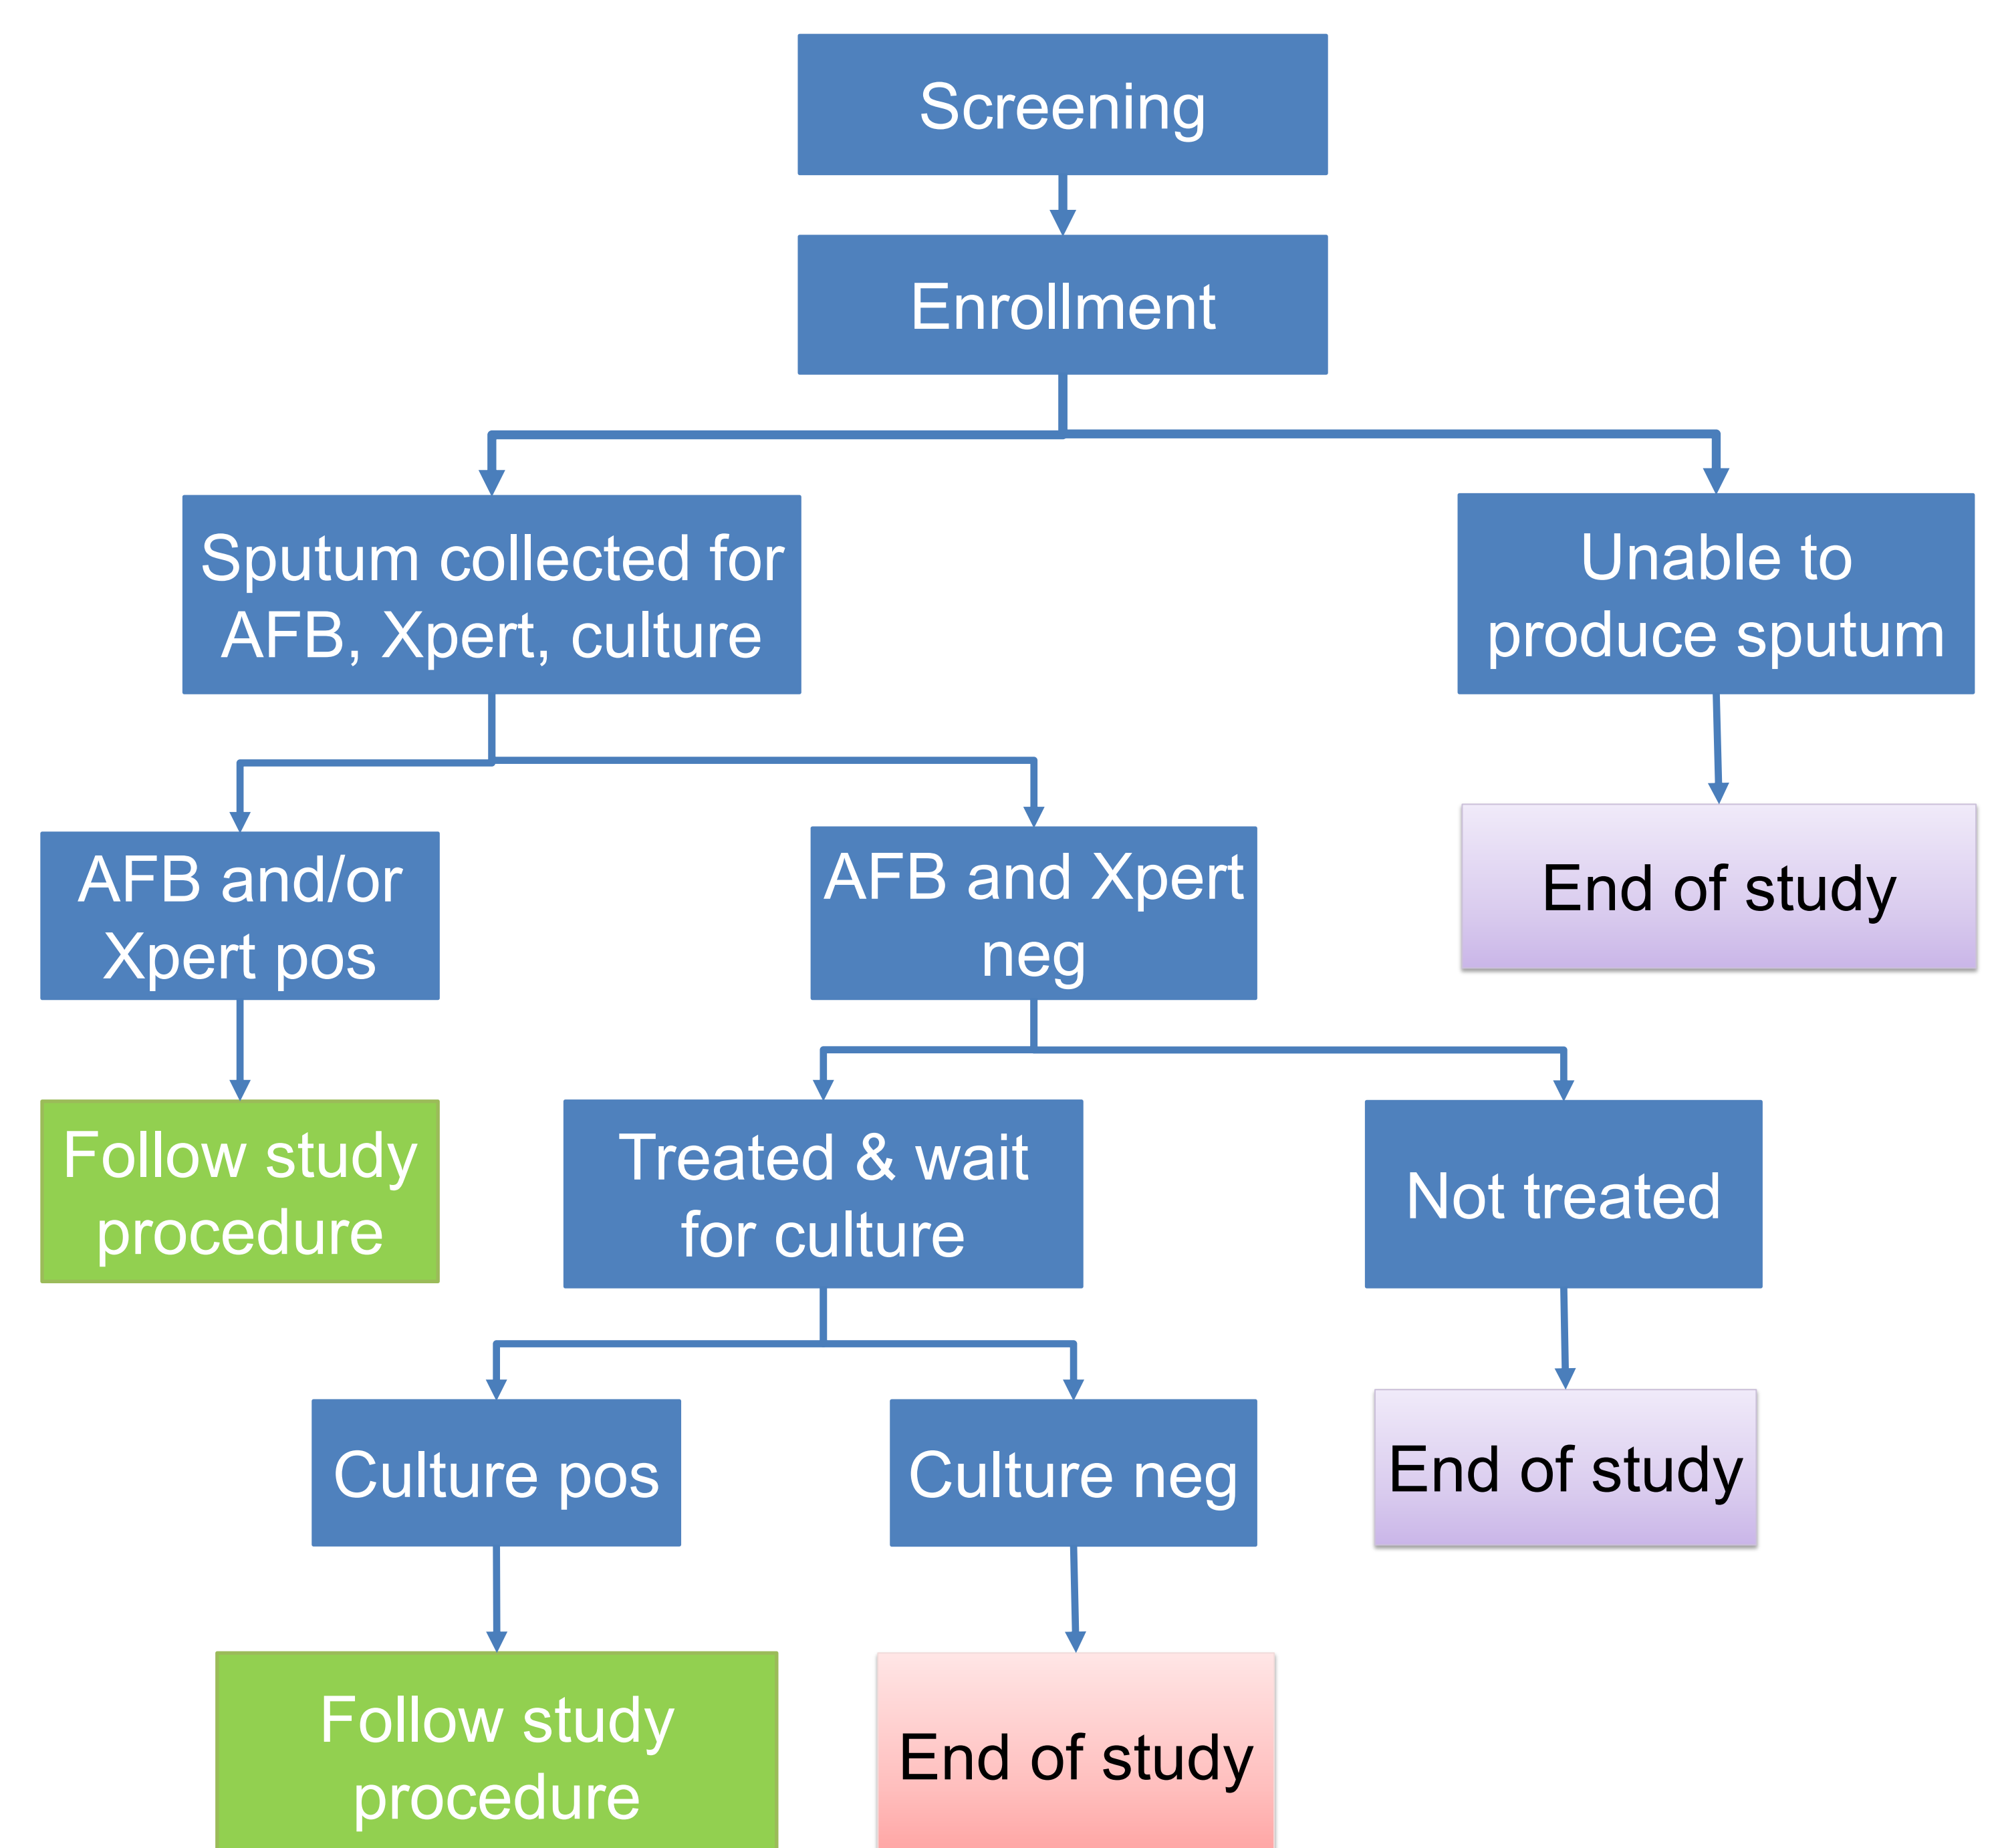 Screening
Enrollment
Sputum collected for
AFB, Xpert, culture
Unable to
produce sputum
AFB and/or
Xpert pos
AFB and Xpert
neg
End of study
Follow study
procedure
Treated & wait
for culture
Not treated
Culture pos
Culture neg
End of study
Follow study
procedure
End of study